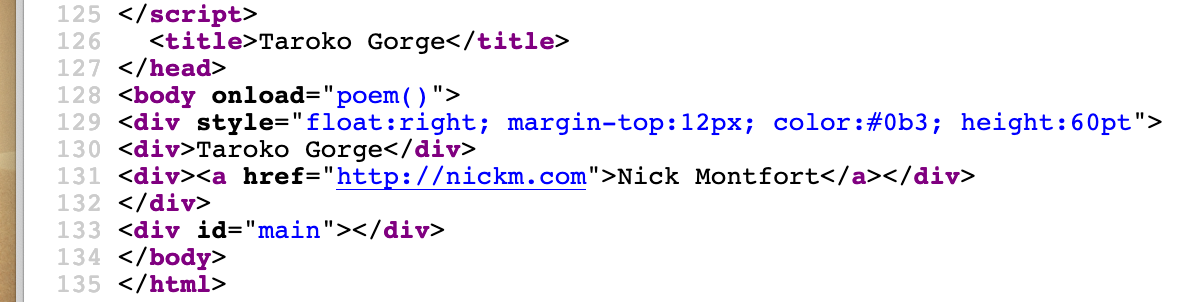 125 </script>
126   <title>Taroko Gorge</title>
127 </head>
128 <body onload="poem()">
129 <div style="float:right; margin-top:12px; color:#0b3; height:60pt">
130 <div>Taroko Gorge</div>
131 <div><a href="http://nickm.com">Nick Montfort</a></div>
132 </div>
133 <div id="main"></div>
134 </body>
135 </html>